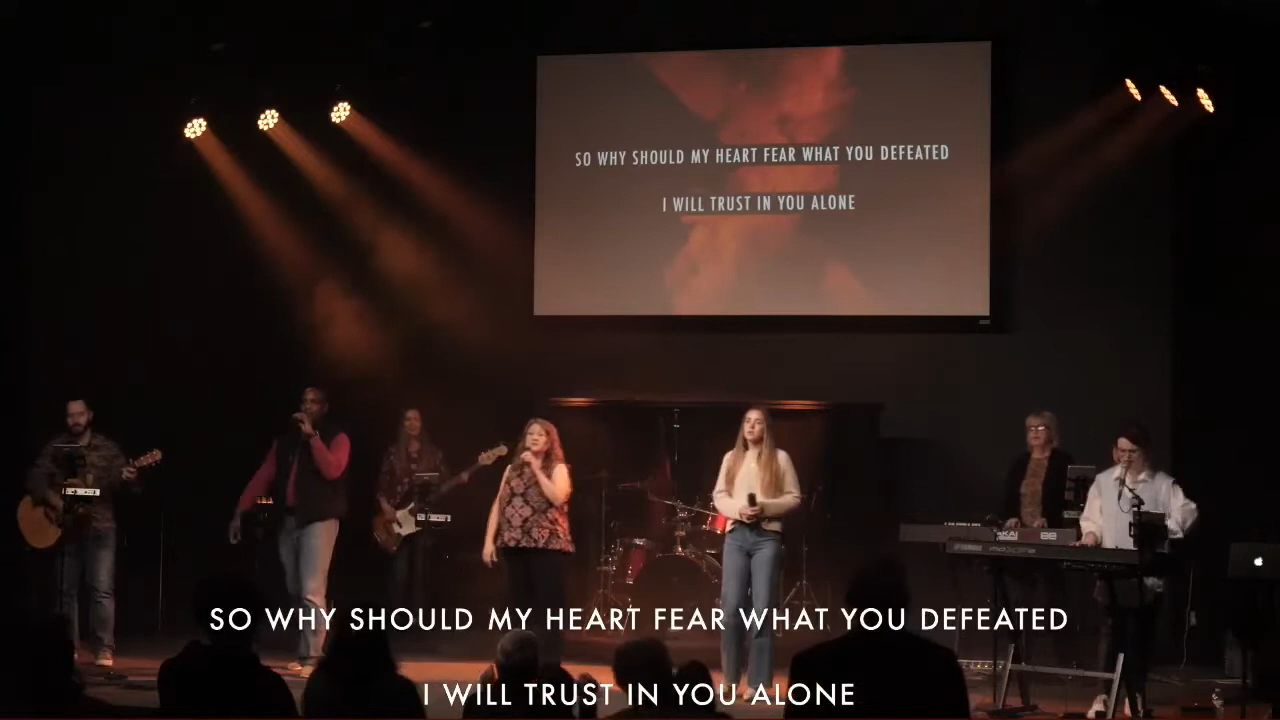 SO WHY SHOULD MY HEART FEAR WHAT YOU DEFEATED
I WILL TRUST IN YOU ALONE
AKAI
SO WHY SHOULD MY HEART FEAR WHAT YOU DEFEATED
I WILL TRUST IN YOU ALONE